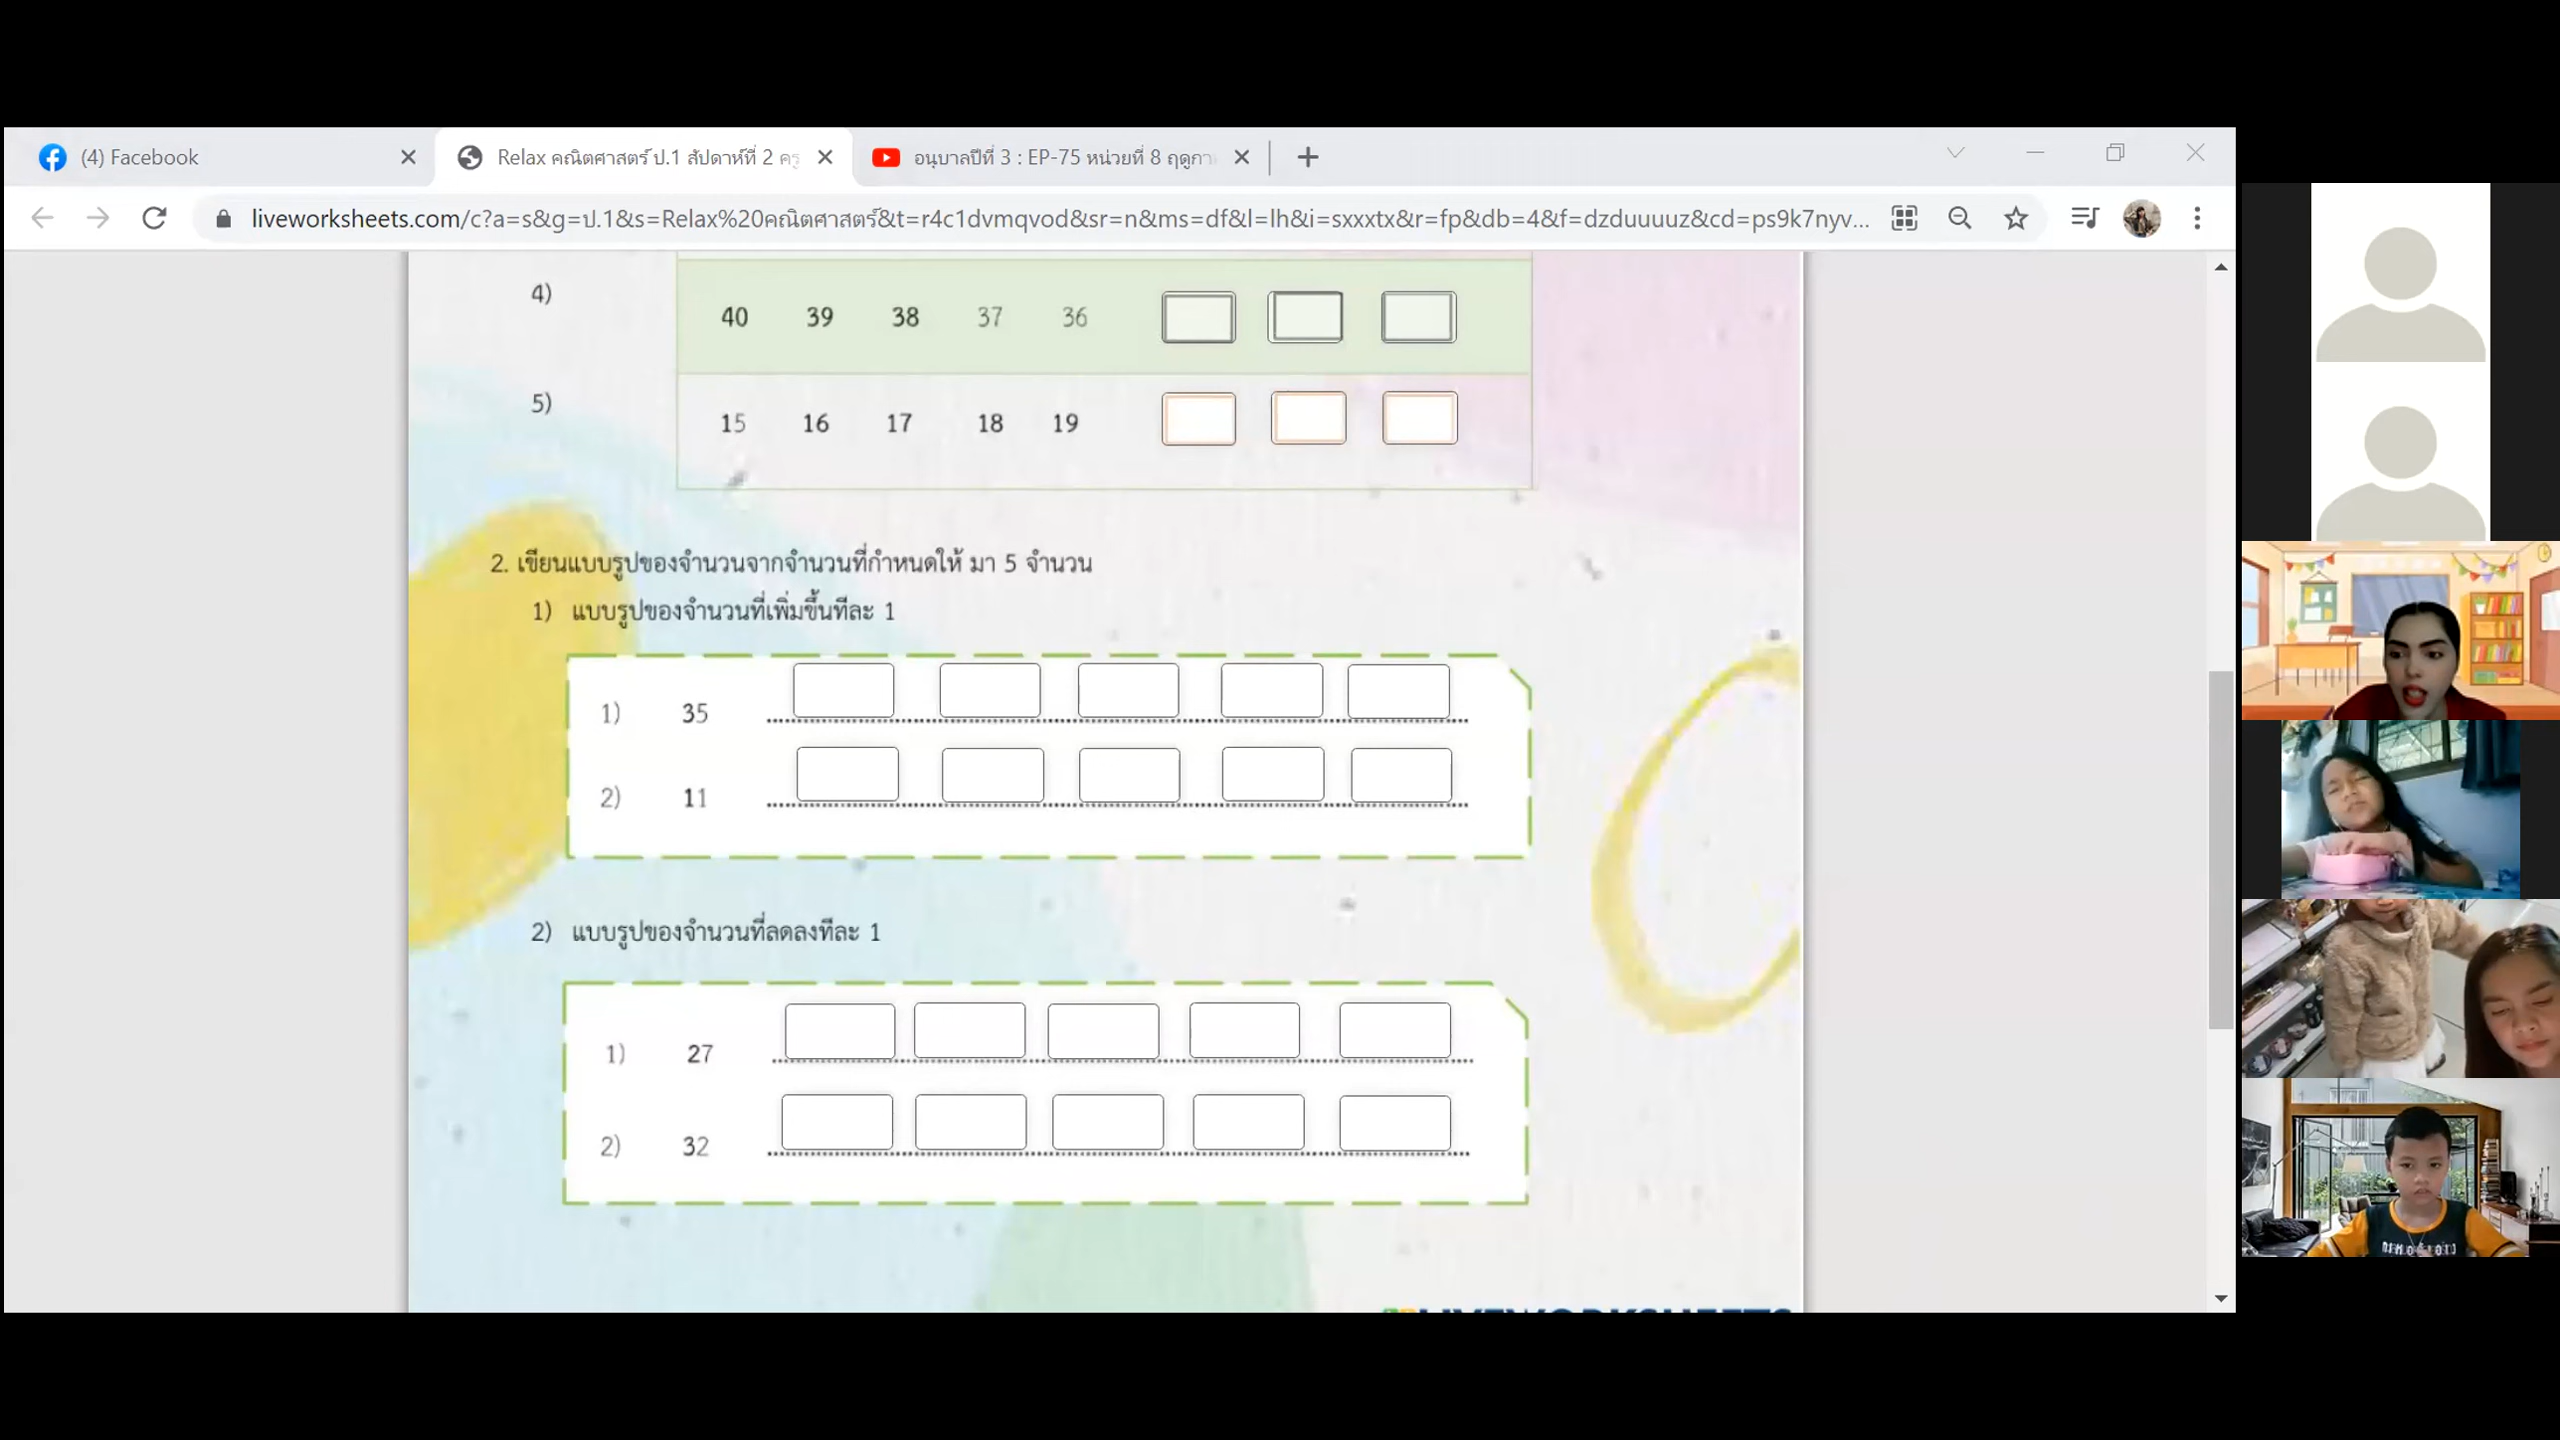 (4) Facebook
Relax คณิตศาสตร์ ป.1 สัปดาห์ที่ 2 ครู
อนุบาลปีที่ 3 : EP-75 หน่วยที่ 8 ฤดูกา
liveworksheets.com/c?a=s&g=ป.1&s=Relax%20คณิตศาสตร์&t=r4c1dvmqvod&sr=n&ms=df&l=lh&i=sxxxtx&r=fp&db=4&f=dzduuuuz&cd=ps9k7nyv...
4) 40 39 38 37 36
5) 15 16 17 18 19
2. เขียนแบบรูปของจำนวนจากจำนวนที่กำหนดให้ มา 5 จำนวน
1) แบบรูปของจำนวนที่เพิ่มขึ้นทีละ 1
1) 35
2) 11
2) แบบรูปของจำนวนที่ลดลงทีละ 1
1) 27
2) 32
LIVEWORKSHEETS